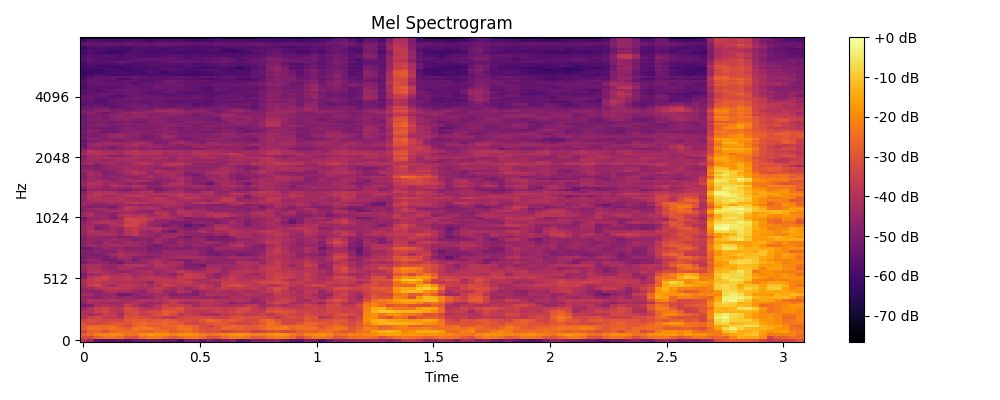 Mel Spectrogram
Hz
4096
2048
1024
512
0
0
0.5
1
1.5
2
2.5
3
Time
+0 dB
-10 dB
-20 dB
-30 dB
-40 dB
-50 dB
-60 dB
-70 dB